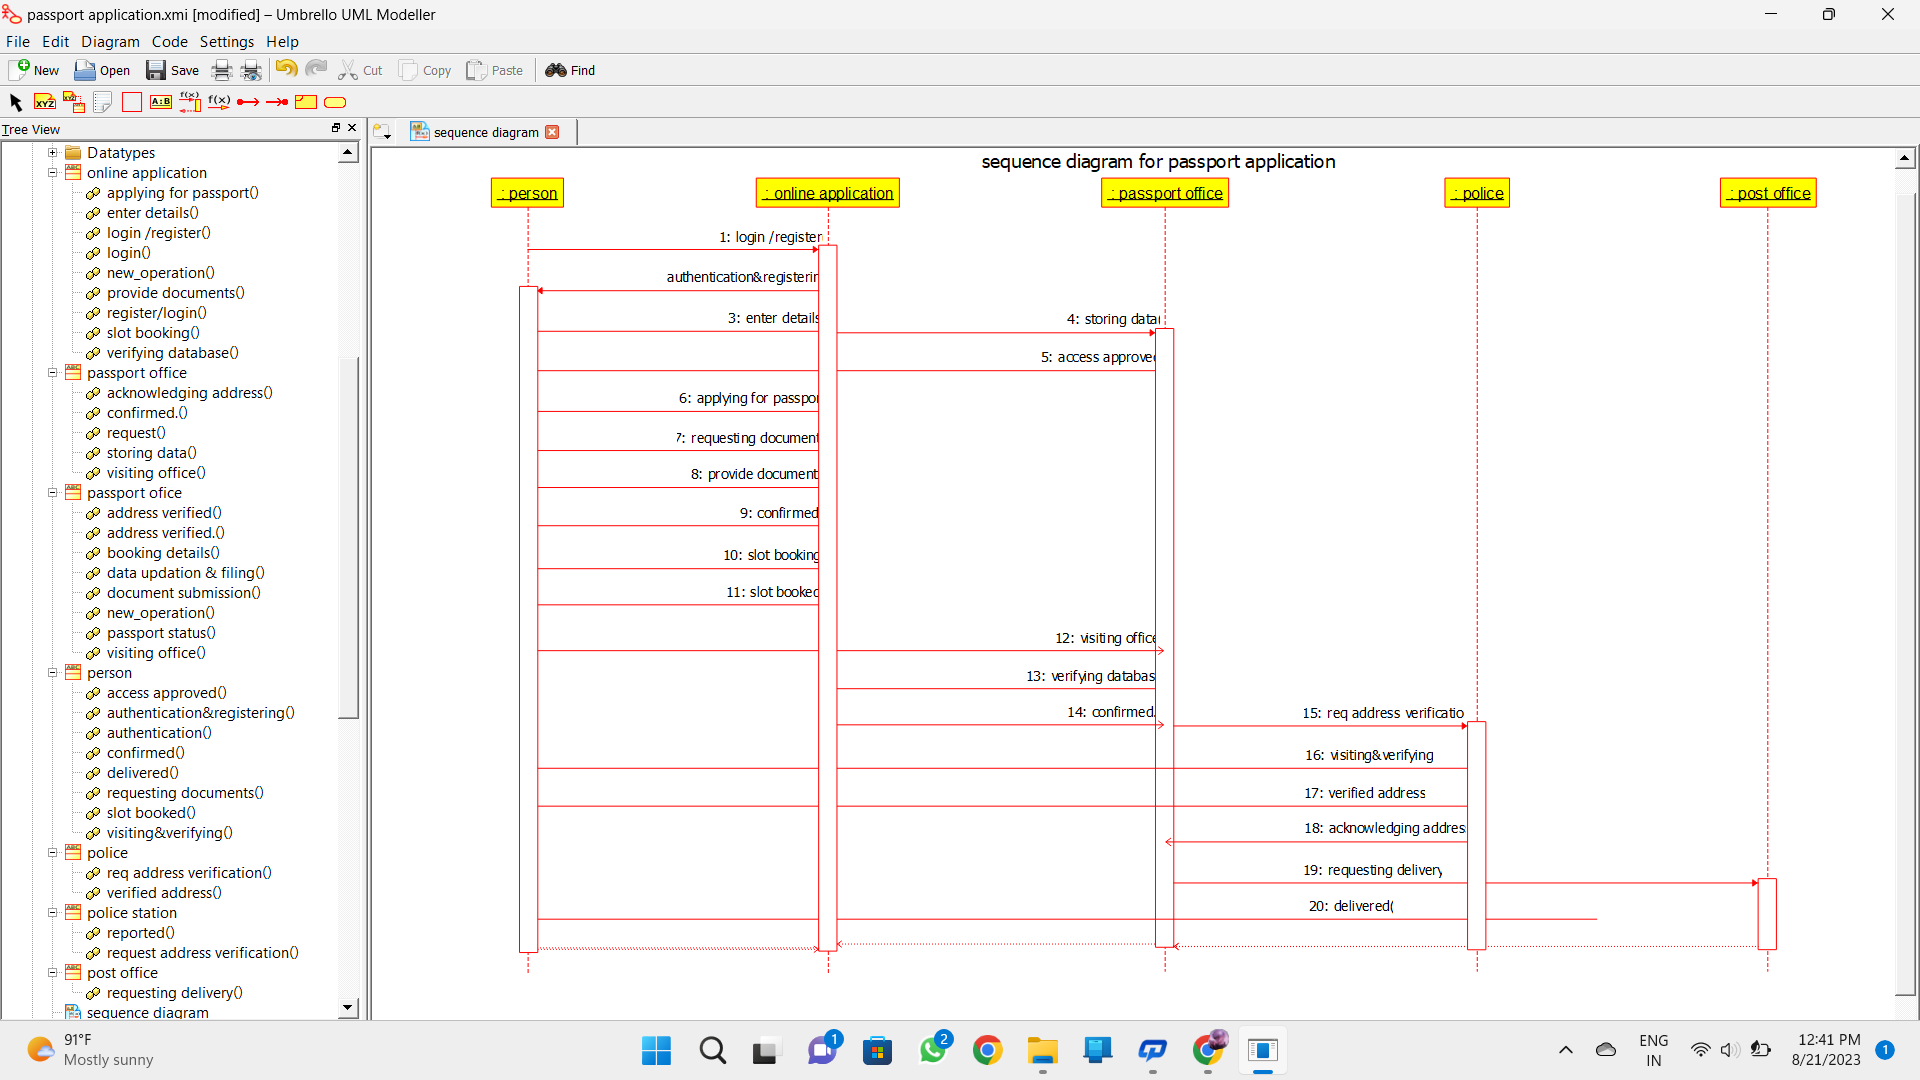 passport application.xmi [modified] – Umbrello UML Modeller
File Edit Diagram Code Settings Help
New Open Save Cut Copy Paste Find
XYZ XYZ A:B f(x) f(x)
Tree View
sequence diagram
Datatypes
online application
applying for passport()
enter details()
login /register()
login()
new_operation()
provide documents()
register/login()
slot booking()
verifying database()
passport office
acknowledging address()
confirmed.()
request()
storing data()
visiting office()
passport ofice
address verified()
address verified.()
booking details()
data updation & filing()
document submission()
new_operation()
passport status()
visiting office()
person
access approved()
authentication&registering()
authentication()
confirmed()
delivered()
requesting documents()
slot booked()
visiting&verifying()
police
req address verification()
verified address()
police station
reported()
request address verification()
post office
requesting delivery()
sequence diagram
sequence diagram for passport application
: person : online application : passport office : police : post office
1: login /register
authentication&registerin
3: enter details
4: storing data(
5: access approved
6: applying for passpor
7: requesting document
8: provide document
9: confirmed
10: slot booking
11: slot booked
12: visiting office
13: verifying databas
14: confirmed.
15: req address verificatio
16: visiting&verifying
17: verified address
18: acknowledging addres
19: requesting delivery
20: delivered(
91°F
Mostly sunny
1
2
ENG
IN
12:41 PM
8/21/2023
1